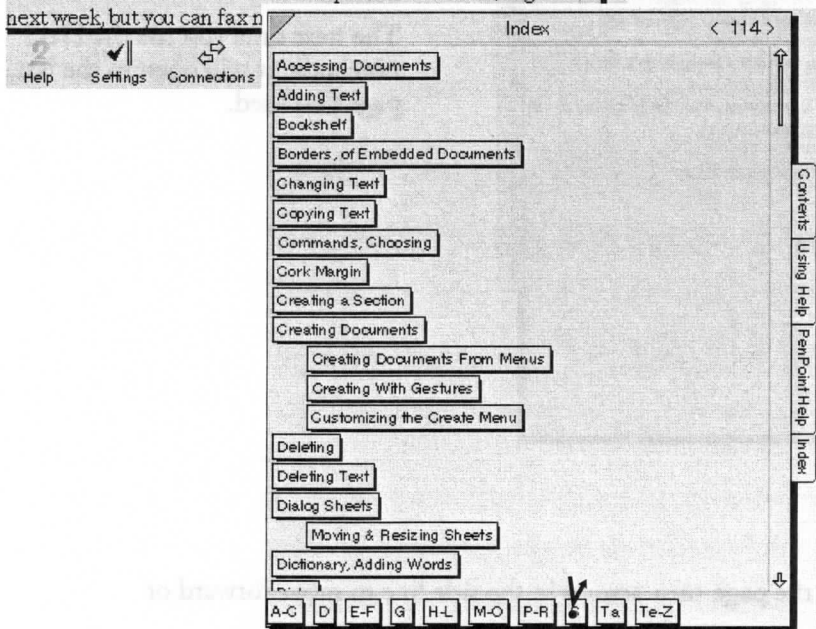 next week, but you can fax
Help Settings Connections
Index < 114 >
Accessing Documents
Adding Text
Bookshelf
Borders, of Embedded Documents
Changing Text
Copying Text
Commands, Choosing
Cork Margin
Creating a Section
Creating Documents
Creating Documents From Menus
Creating With Gestures
Customizing the Create Menu
Deleting
Deleting Text
Dialog Sheets
Moving & Resizing Sheets
Dictionary, Adding Words
A-C D E-F G H-L M-O P-R Ta Te-Z
Contents
Using Help
PenPoint Help
Index